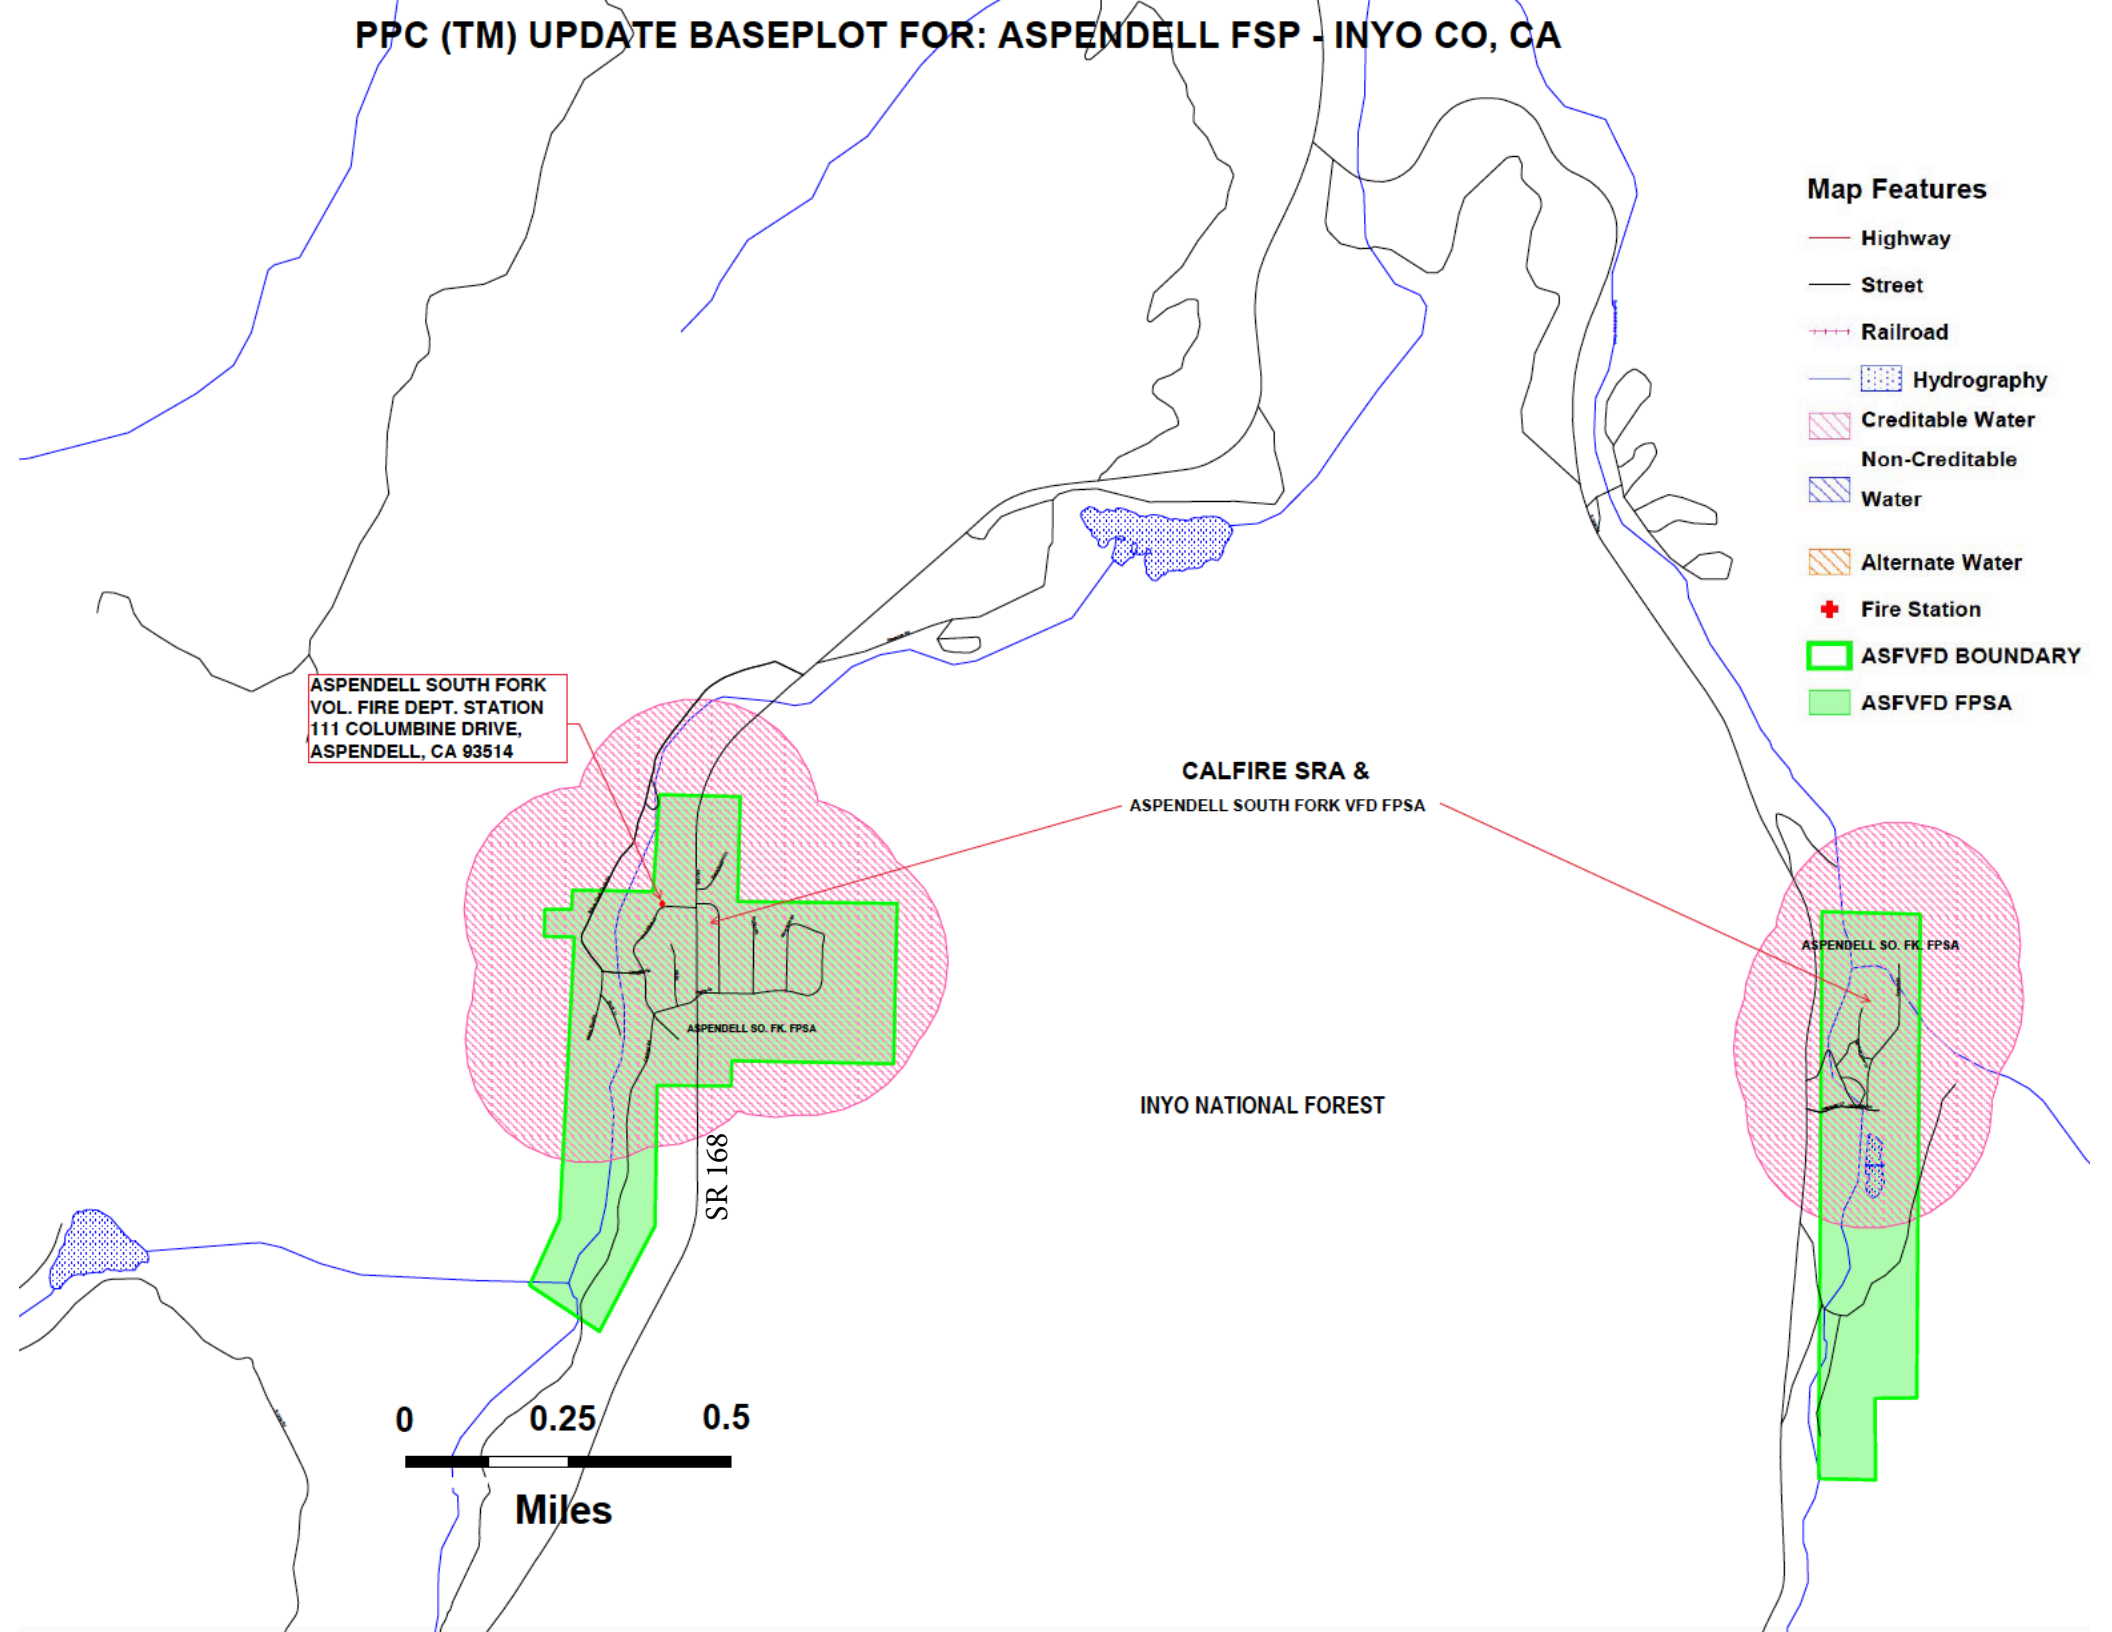 PPC (TM) UPDATE BASEPLOT FOR: ASPENDELL FSP - INYO CO, CA
Map Features
Highway
Street
Railroad
Hydrography
Creditable Water
Non-Creditable
Water
Alternate Water
Fire Station
ASFVFD BOUNDARY
ASFVFD FPSA
ASPENDELL SOUTH FORK
VOL. FIRE DEPT. STATION
111 COLUMBINE DRIVE,
ASPENDELL, CA 93514
CALFIRE SRA &
ASPENDELL SOUTH FORK VFD FPSA
ASPENDELL SO. FK. FPSA
ASPENDELL SO. FK. FPSA
INYO NATIONAL FOREST
SR 168
0 0.25 0.5
Miles